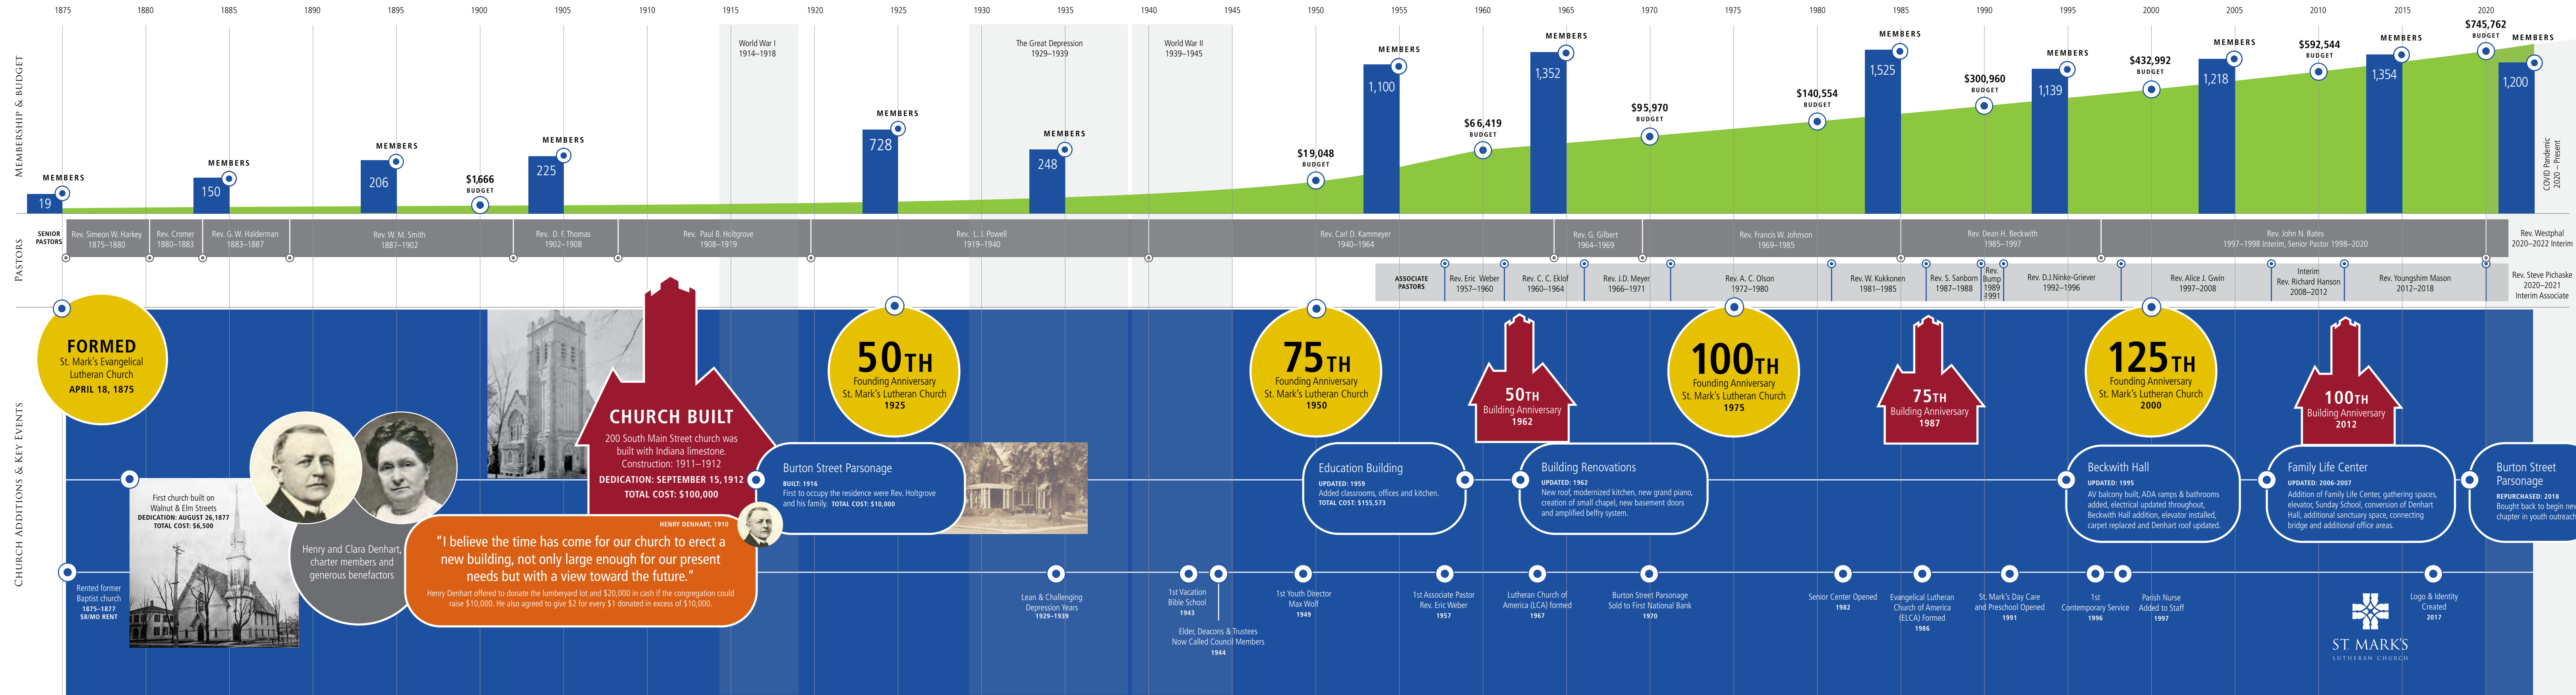 1875 1880 1885 1890 1895 1900 1905 1910 1915 1920 1925 1930 1935 1940 1945 1950 1955 1960 1965 1970 1975 1980 1985 1990 1995 2000 2005 2010 2015 2020
MEMBERSHIP & BUDGET
World War I
1914–1918
The Great Depression
1929–1939
World War II
1939–1945
MEMBERS
19
MEMBERS
150
MEMBERS
206
$1,666
BUDGET
MEMBERS
225
MEMBERS
728
MEMBERS
248
$19,048
BUDGET
MEMBERS
1,100
$66,419
BUDGET
MEMBERS
1,352
$95,970
BUDGET
$140,554
BUDGET
MEMBERS
1,525
$300,960
BUDGET
MEMBERS
1,139
$432,992
BUDGET
MEMBERS
1,218
$592,544
BUDGET
MEMBERS
1,354
$745,762
BUDGET
MEMBERS
1,200
COVID Pandemic
2020 – Present
PASTORS
SENIOR
PASTORS
Rev. Simeon W. Harkey
1875–1880
Rev. Cromer
1880–1883
Rev. G. W. Halderman
1883–1887
Rev. W. M. Smith
1887–1902
Rev. D. F. Thomas
1902–1908
Rev. Paul B. Holtgrove
1908–1919
Rev. L. J. Powell
1919–1940
Rev. Carl D. Kammeyer
1940–1964
Rev. G. Gilbert
1964–1969
Rev. Francis W. Johnson
1969–1985
Rev. Dean H. Beckwith
1985–1997
Rev. John N. Bates
1997–1998 Interim, Senior Pastor 1998–2020
Rev. Westphal
2020–2022 Interim
ASSOCIATE
PASTORS
Rev. Eric Weber
1957–1960
Rev. C. C. Eklof
1960–1964
Rev. J.D. Meyer
1966–1971
Rev. A. C. Olson
1972–1980
Rev. W. Kukkonen
1981–1985
Rev. S. Sanborn
1987–1988
Rev.
Bump
1989
1991
Rev. D.J.Ninke-Griever
1992–1996
Rev. Alice J. Gwin
1997–2008
Interim
Rev. Richard Hanson
2008–2012
Rev. Youngshim Mason
2012–2018
Rev. Steve Pichaske
2020–2021
Interim Associate
CHURCH ADDITIONS & KEY EVENTS
FORMED
St. Mark's Evangelical
Lutheran Church
APRIL 18, 1875
50TH
Founding Anniversary
St. Mark's Lutheran Church
1925
75TH
Founding Anniversary
St. Mark's Lutheran Church
1950
50TH
Building Anniversary
1962
100TH
Founding Anniversary
St. Mark's Lutheran Church
1975
75TH
Building Anniversary
1987
125TH
Founding Anniversary
St. Mark's Lutheran Church
2000
100TH
Building Anniversary
2012
CHURCH BUILT
200 South Main Street church was
built with Indiana limestone.
Construction: 1911–1912
DEDICATION: SEPTEMBER 15, 1912
TOTAL COST: $100,000
First church built on
Walnut & Elm Streets
DEDICATION: AUGUST 26,1877
TOTAL COST: $6,500
Henry and Clara Denhart,
charter members and
generous benefactors
HENRY DENHART, 1910
“I believe the time has come for our church to erect a
new building, not only large enough for our present
needs but with a view toward the future.”
Henry Denhart offered to donate the lumberyard lot and $20,000 in cash if the congregation could
raise $10,000. He also agreed to give $2 for every $1 donated in excess of $10,000.
Burton Street Parsonage
BUILT: 1916
First to occupy the residence were Rev. Holtgrove
and his family. TOTAL COST: $10,000
Education Building
UPDATED: 1959
Added classrooms, offices and kitchen.
TOTAL COST: $155,573
Building Renovations
UPDATED: 1962
New roof, modernized kitchen, new grand piano,
creation of small chapel, new basement doors
and amplified belfry system.
Beckwith Hall
UPDATED: 1995
AV balcony built, ADA ramps & bathrooms
added, electrical updated throughout,
Beckwith Hall addition, elevator installed,
carpet replaced and Denhart roof updated.
Family Life Center
UPDATED: 2006-2007
Addition of Family Life Center, gathering spaces,
elevator, Sunday School, conversion of Denhart
Hall, additional sanctuary space, connecting
bridge and additional office areas.
Burton Street
Parsonage
REPURCHASED: 2018
Bought back to begin new
chapter in youth outreach
Rented former
Baptist church
1875–1877
$8/MO RENT
Lean & Challenging
Depression Years
1929–1939
1st Vacation
Bible School
1943
Elder, Deacons & Trustees
Now Called Council Members
1944
1st Youth Director
Max Wolf
1949
1st Associate Pastor
Rev. Eric Weber
1957
Lutheran Church of
America (LCA) formed
1967
Burton Street Parsonage
Sold to First National Bank
1970
Senior Center Opened
1982
Evangelical Lutheran
Church of America
(ELCA) Formed
1986
St. Mark's Day Care
and Preschool Opened
1991
1st
Contemporary Service
1996
Parish Nurse
Added to Staff
1997
Logo & Identity
Created
2017
ST. MARK'S
LUTHERAN CHURCH